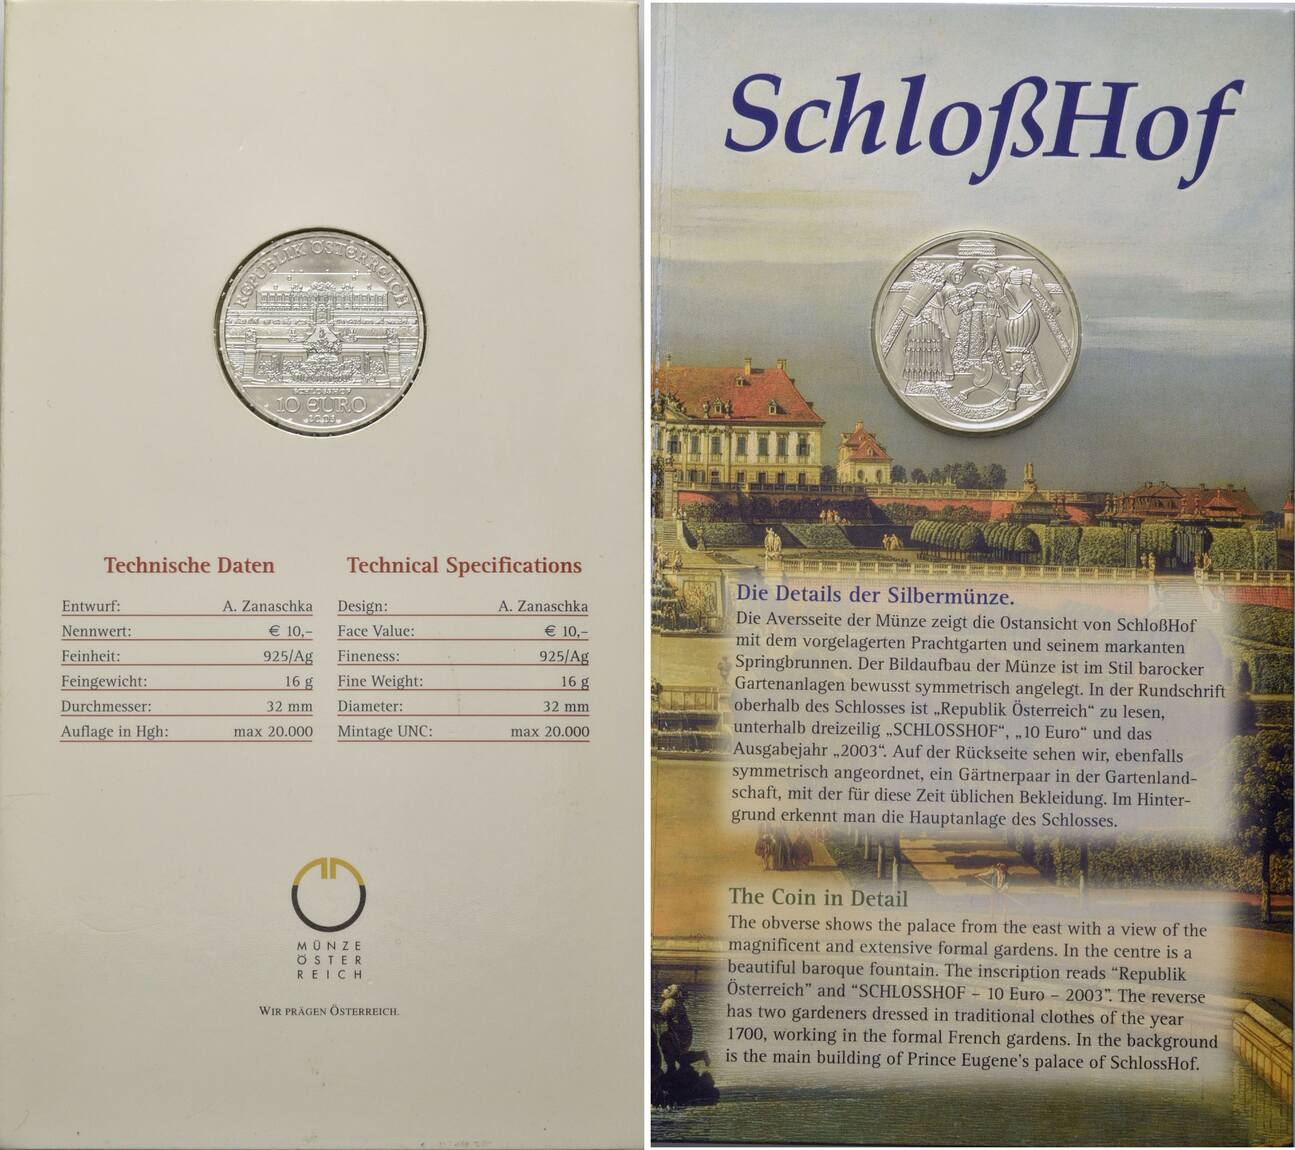 REPUBLIK ÖSTERREICH
10 EURO
Technische Daten
Entwurf: A. Zanaschka
Nennwert: € 10,–
Feinheit: 925/Ag
Feingewicht: 16 g
Durchmesser: 32 mm
Auflage in Hgh: max 20.000
Technical Specifications
Design: A. Zanaschka
Face Value: € 10,–
Fineness: 925/Ag
Fine Weight: 16 g
Diameter: 32 mm
Mintage UNC: max 20.000
MÜNZE
ÖSTER
REICH
WIR PRÄGEN ÖSTERREICH.
SchloßHof
Die Details der Silbermünze.
Die Aversseite der Münze zeigt die Ostansicht von SchloßHof
mit dem vorgelagerten Prachtgarten und seinem markanten
Springbrunnen. Der Bildaufbau der Münze ist im Stil barocker
Gartenanlagen bewusst symmetrisch angelegt. In der Rundschrift
oberhalb des Schlosses ist „Republik Österreich“ zu lesen,
unterhalb dreizeilig „SCHLOSSHOF“, „10 Euro“ und das
Ausgabejahr „2003“. Auf der Rückseite sehen wir, ebenfalls
symmetrisch angeordnet, ein Gärtnerpaar in der Gartenland-
schaft, mit der für diese Zeit üblichen Bekleidung. Im Hinter-
grund erkennt man die Hauptanlage des Schlosses.
The Coin in Detail
The obverse shows the palace from the east with a view of the
magnificent and extensive formal gardens. In the centre is a
beautiful baroque fountain. The inscription reads “Republik
Österreich” and “SCHLOSSHOF – 10 Euro – 2003”. The reverse
has two gardeners dressed in traditional clothes of the year
1700, working in the formal French gardens. In the background
is the main building of Prince Eugene's palace of SchlossHof.